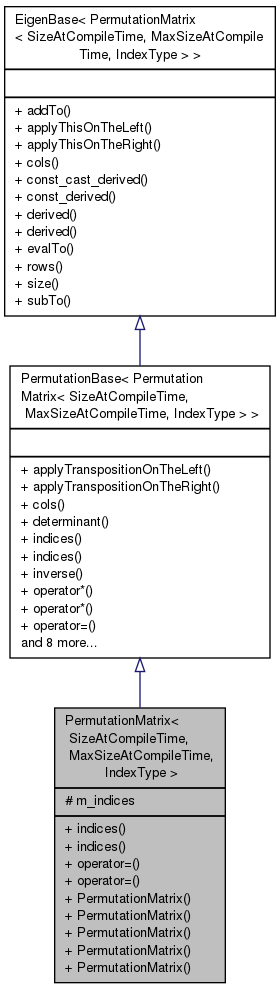 EigenBase< PermutationMatrix
< SizeAtCompileTime, MaxSizeAtCompile
Time, IndexType > >
+ addTo()
+ applyThisOnTheLeft()
+ applyThisOnTheRight()
+ cols()
+ const_cast_derived()
+ const_derived()
+ derived()
+ derived()
+ evalTo()
+ rows()
+ size()
+ subTo()
PermutationBase< Permutation
Matrix< SizeAtCompileTime,
MaxSizeAtCompileTime, IndexType > >
+ applyTranspositionOnTheLeft()
+ applyTranspositionOnTheRight()
+ cols()
+ determinant()
+ indices()
+ indices()
+ inverse()
+ operator*()
+ operator*()
+ operator=()
and 8 more...
PermutationMatrix<
SizeAtCompileTime,
MaxSizeAtCompileTime,
IndexType >
# m_indices
+ indices()
+ indices()
+ operator=()
+ operator=()
+ PermutationMatrix()
+ PermutationMatrix()
+ PermutationMatrix()
+ PermutationMatrix()
+ PermutationMatrix()